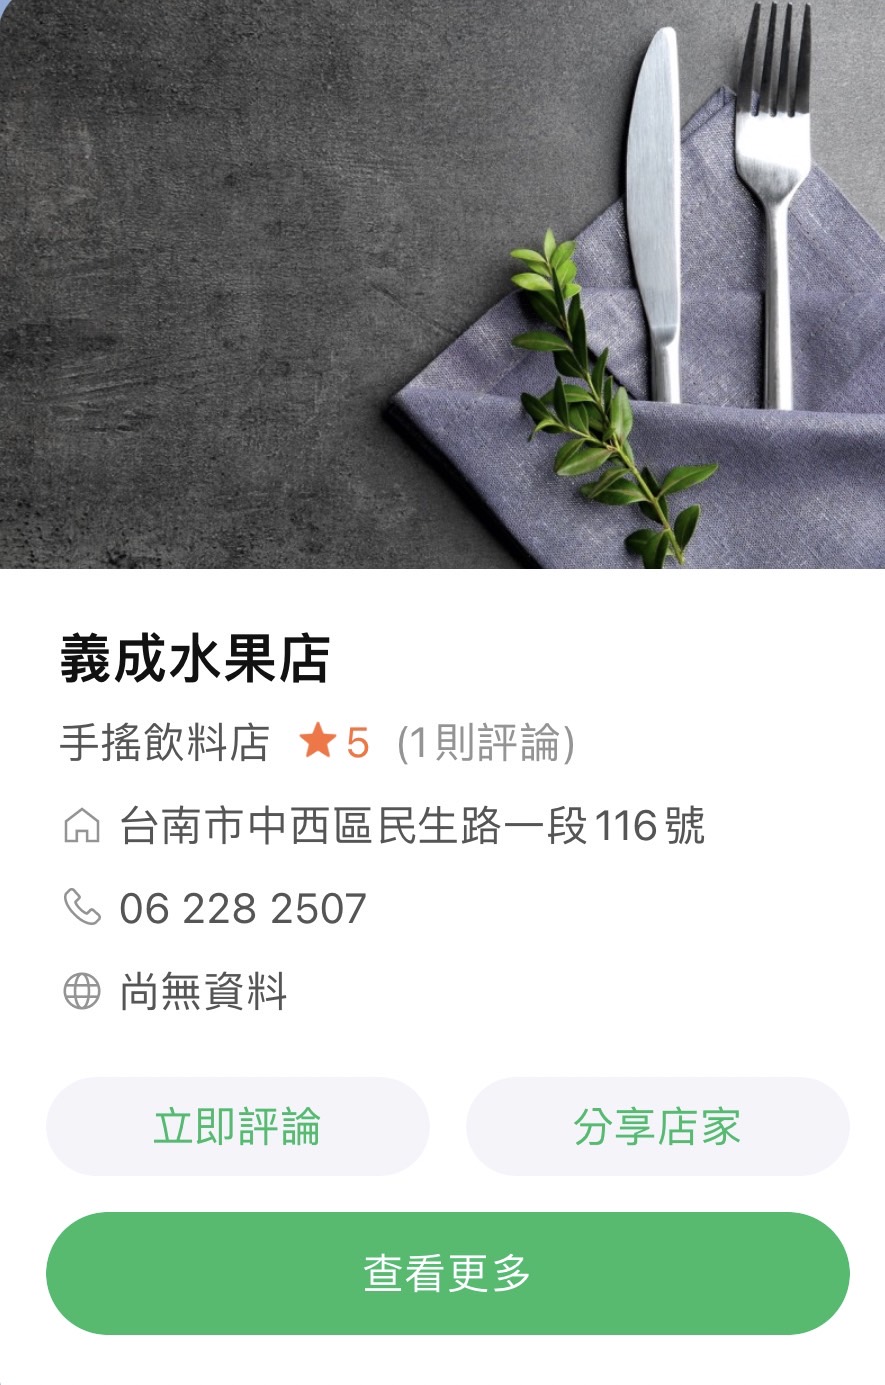 義成水果店
手搖飲料店 ★ 5 (1則評論)
台南市中西區民生路一段116號
06 228 2507
尚無資料
立即評論 分享店家
查看更多